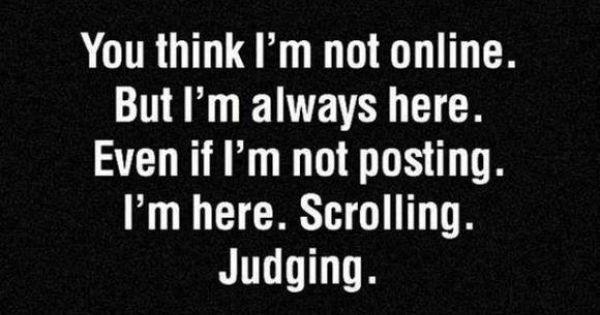 You think I’m not online.
But I’m always here.
Even if I’m not posting.
I’m here. Scrolling.
Judging.